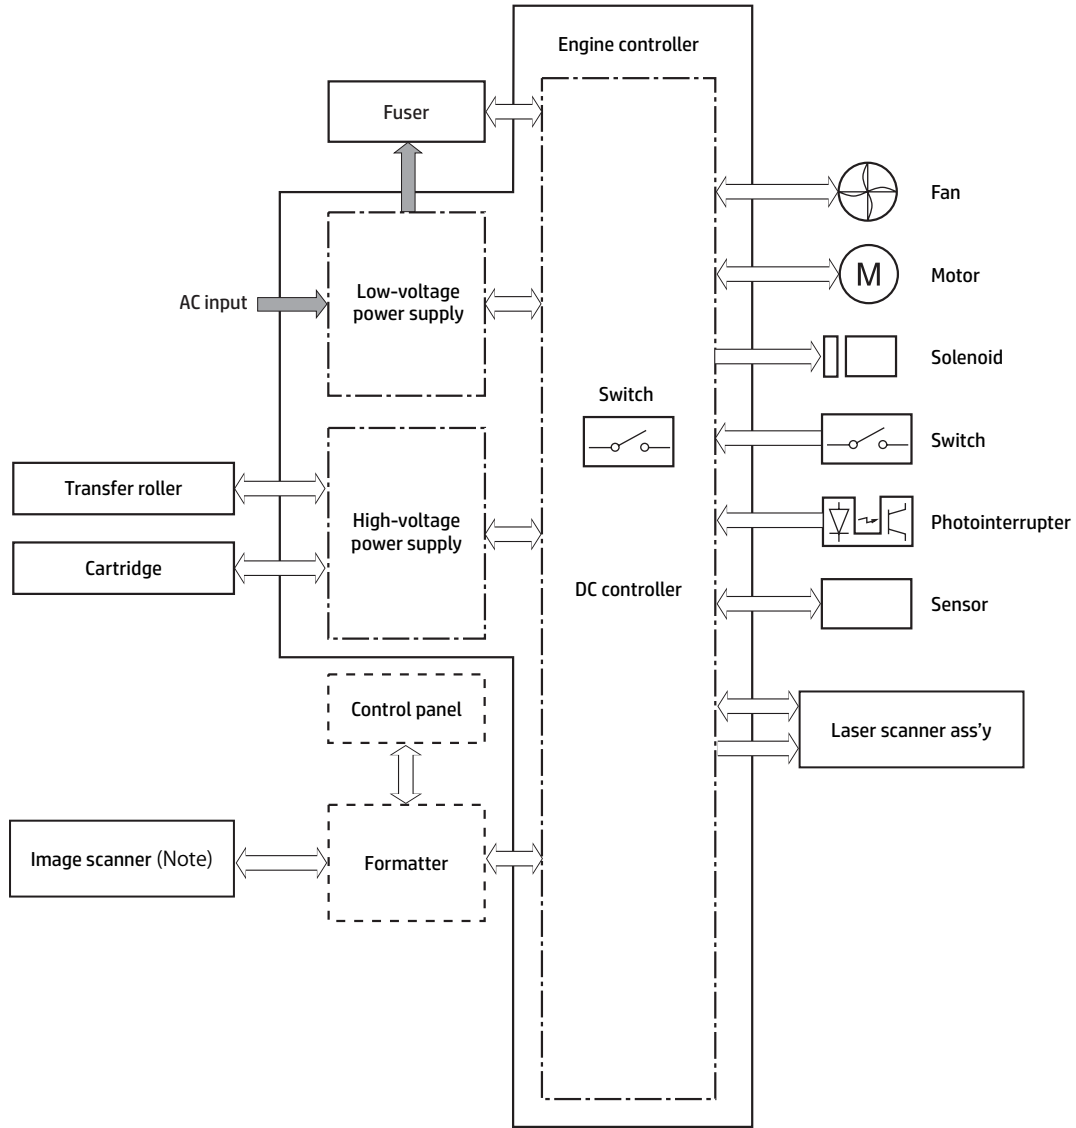 Engine controller
Fuser
Fan
AC input
Low-voltage
power supply
M
Motor
Solenoid
Switch
Switch
Transfer roller
High-voltage
power supply
Photointerrupter
Cartridge
DC controller
Sensor
Control panel
Laser scanner ass'y
Image scanner (Note)
Formatter